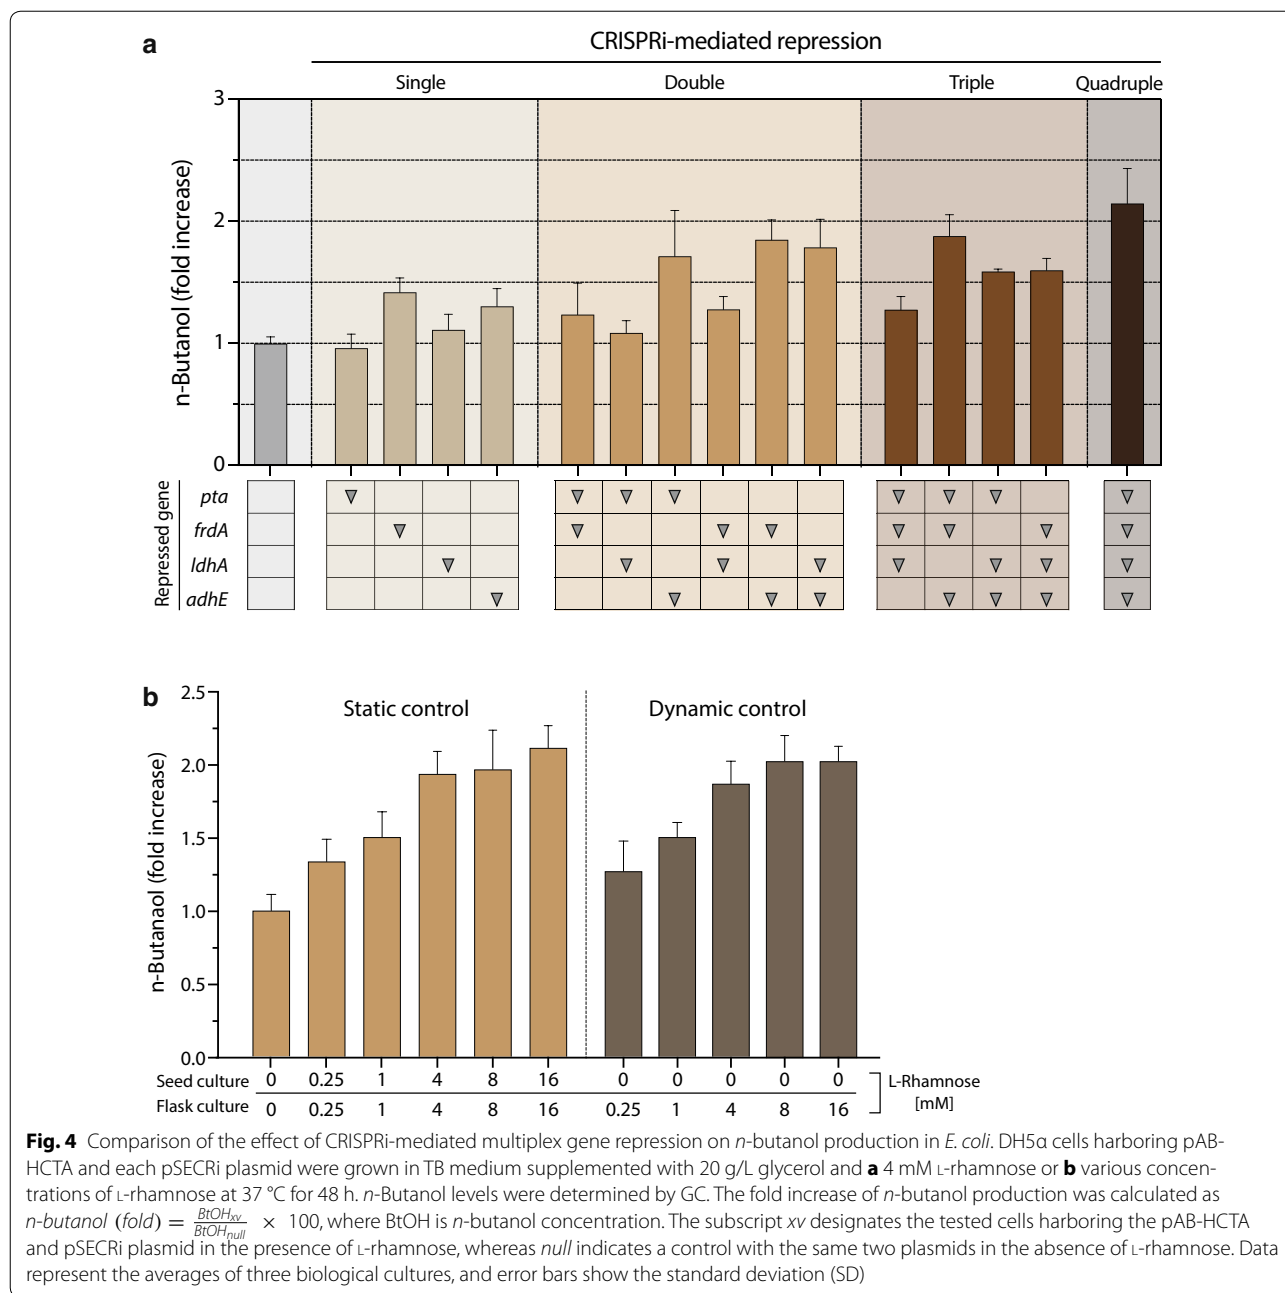 a
CRISPRi-mediated repression
Single Double Triple Quadruple
n-Butanol (fold increase)
3
2
1
0
Repressed gene
pta
frdA
ldhA
adhE
b
n-Butanaol (fold increase)
Static control Dynamic control
2.5
2.0
1.5
1.0
0.5
0.0
Seed culture 0 0.25 1 4 8 16 0 0 0 0 0
Flask culture 0 0.25 1 4 8 16 0.25 1 4 8 16
L-Rhamnose
[mM]
Fig. 4 Comparison of the effect of CRISPRi-mediated multiplex gene repression on n-butanol production in E. coli. DH5α cells harboring pAB-
HCTA and each pSECRi plasmid were grown in TB medium supplemented with 20 g/L glycerol and a 4 mM L-rhamnose or b various concen-
trations of L-rhamnose at 37 °C for 48 h. n-Butanol levels were determined by GC. The fold increase of n-butanol production was calculated as
n-butanol (fold) = BtOHxv / BtOHnull × 100, where BtOH is n-butanol concentration. The subscript xv designates the tested cells harboring the pAB-HCTA
and pSECRi plasmid in the presence of L-rhamnose, whereas null indicates a control with the same two plasmids in the absence of L-rhamnose. Data
represent the averages of three biological cultures, and error bars show the standard deviation (SD)